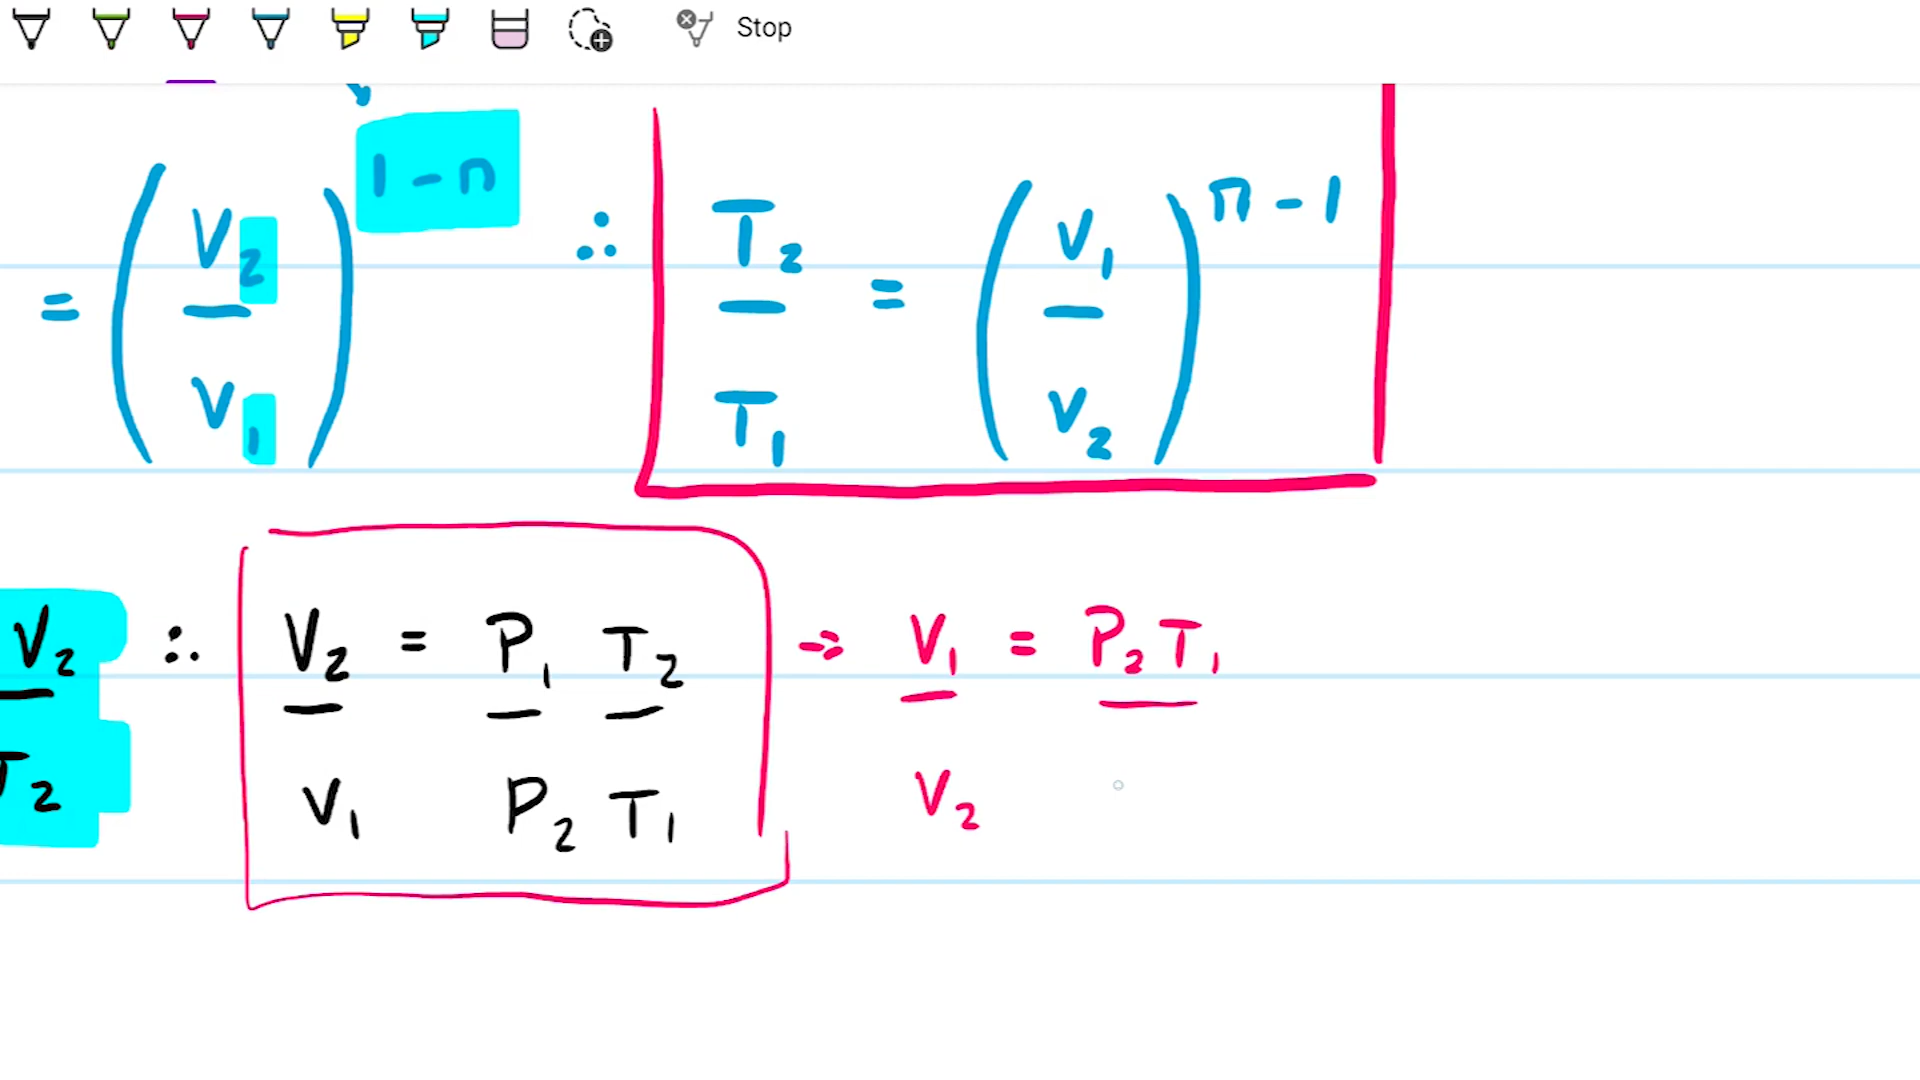 Stop
= (V₂/V₁)^(1-n) ∴ T₂/T₁ = (V₁/V₂)^(n-1)
V₂ ∴ V₂ = P₁ T₂ → V₁ = P₂ T₁
T₂ V₁ P₂ T₁ V₂